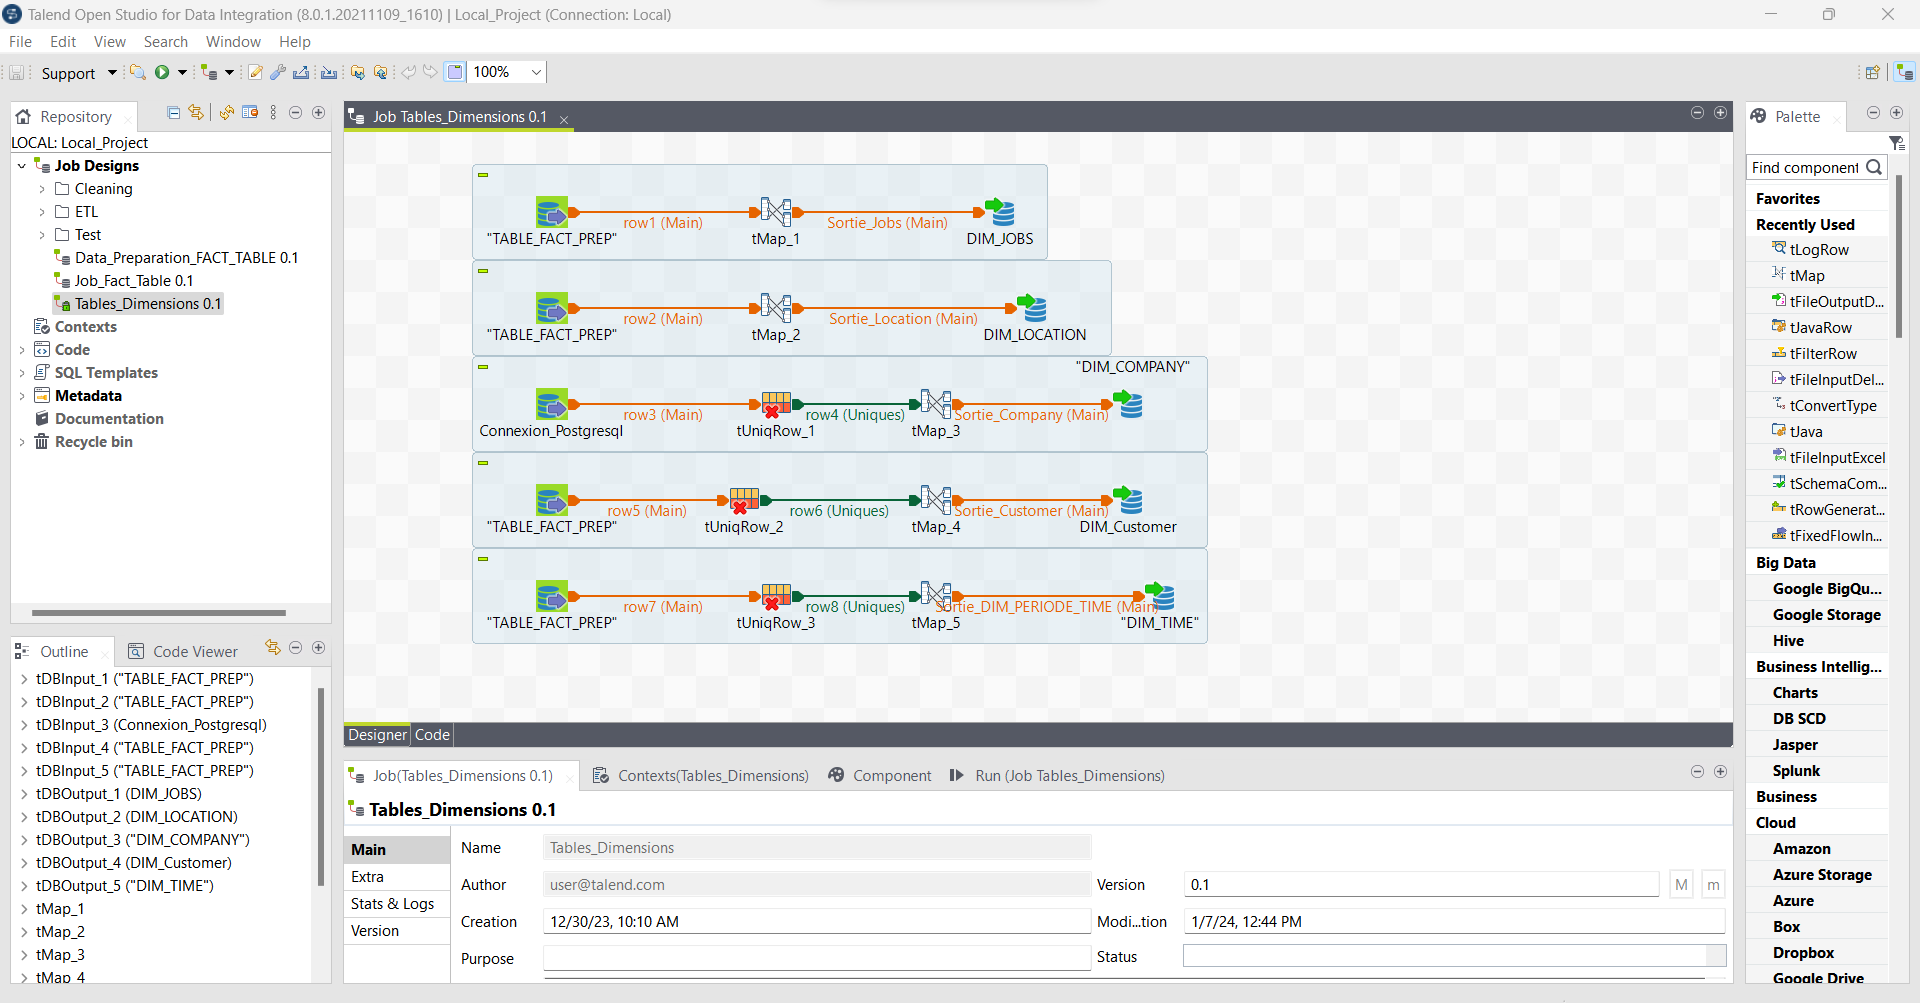 Talend Open Studio for Data Integration (8.0.1.20211109_1610) | Local_Project (Connection: Local)
File Edit View Search Window Help
Support 100%
Repository
LOCAL: Local_Project
Job Designs
Cleaning
ETL
Test
Data_Preparation_FACT_TABLE 0.1
Job_Fact_Table 0.1
Tables_Dimensions 0.1
Contexts
Code
SQL Templates
Metadata
Documentation
Recycle bin
Outline Code Viewer
tDBInput_1 ("TABLE_FACT_PREP")
tDBInput_2 ("TABLE_FACT_PREP")
tDBInput_3 (Connexion_Postgresql)
tDBInput_4 ("TABLE_FACT_PREP")
tDBInput_5 ("TABLE_FACT_PREP")
tDBOutput_1 (DIM_JOBS)
tDBOutput_2 (DIM_LOCATION)
tDBOutput_3 ("DIM_COMPANY")
tDBOutput_4 (DIM_Customer)
tDBOutput_5 ("DIM_TIME")
tMap_1
tMap_2
tMap_3
tMap_4
Job Tables_Dimensions 0.1
row1 (Main) Sortie_Jobs (Main)
"TABLE_FACT_PREP" tMap_1 DIM_JOBS
row2 (Main) Sortie_Location (Main)
"TABLE_FACT_PREP" tMap_2 DIM_LOCATION
"DIM_COMPANY"
row3 (Main) row4 (Uniques) Sortie_Company (Main)
Connexion_Postgresql tUniqRow_1 tMap_3
row5 (Main) row6 (Uniques) Sortie_Customer (Main)
"TABLE_FACT_PREP" tUniqRow_2 tMap_4 DIM_Customer
row7 (Main) row8 (Uniques) Sortie_DIM_PERIODE_TIME (Main)
"TABLE_FACT_PREP" tUniqRow_3 tMap_5 "DIM_TIME"
Designer Code
Job(Tables_Dimensions 0.1) Contexts(Tables_Dimensions) Component Run (Job Tables_Dimensions)
Tables_Dimensions 0.1
Main
Extra
Stats & Logs
Version
Name Tables_Dimensions
Author user@talend.com Version 0.1 M m
Creation 12/30/23, 10:10 AM Modi...tion 1/7/24, 12:44 PM
Purpose Status
Palette
Find component
Favorites
Recently Used
tLogRow
tMap
tFileOutputD...
tJavaRow
tFilterRow
tFileInputDel...
tConvertType
tJava
tFileInputExcel
tSchemaCom...
tRowGenerat...
tFixedFlowIn...
Big Data
Google BigQu...
Google Storage
Hive
Business Intellig...
Charts
DB SCD
Jasper
Splunk
Business
Cloud
Amazon
Azure Storage
Azure
Box
Dropbox
Google Drive